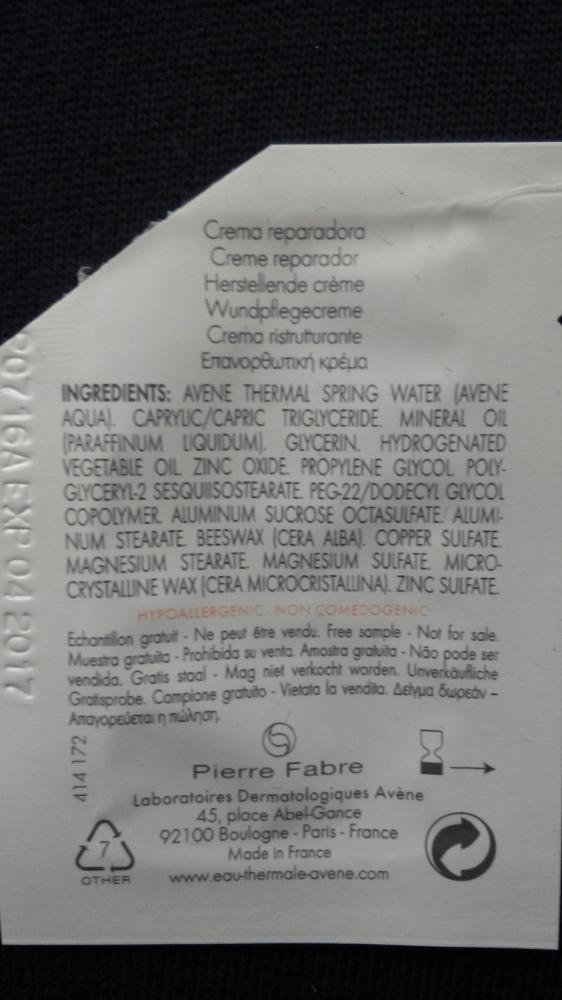 Crema reparadora
Creme reparador
Herstellende crème
Wundpflegecreme
Crema ristrutturante
Επανορθωτική κρέμα
INGREDIENTS: AVENE THERMAL SPRING WATER (AVENE
AQUA). CAPRYLIC/CAPRIC TRIGLYCERIDE. MINERAL OIL
(PARAFFINUM LIQUIDUM). GLYCERIN. HYDROGENATED
VEGETABLE OIL. ZINC OXIDE. PROPYLENE GLYCOL. POLY-
GLYCERYL-2 SESQUIISOSTEARATE. PEG-22/DODECYL GLYCOL
COPOLYMER. ALUMINUM SUCROSE OCTASULFATE. ALUMI-
NUM STEARATE. BEESWAX (CERA ALBA). COPPER SULFATE.
MAGNESIUM STEARATE. MAGNESIUM SULFATE. MICRO-
CRYSTALLINE WAX (CERA MICROCRISTALLINA). ZINC SULFATE.
HYPOALLERGENIC - NON COMEDOGENIC
Echantillon gratuit - Ne peut être vendu. Free sample - Not for sale.
Muestra gratuita - Prohibida su venta. Amostra gratuita - Não pode ser
vendida. Gratis staal - Mag niet verkocht worden. Unverkäufliche
Gratisprobe. Campione gratuito - Vietata la vendita. Δείγμα δωρεάν -
Απαγορεύεται η πώληση.
414 172
Pierre Fabre
Laboratoires Dermatologiques Avène
45, place Abel-Gance
92100 Boulogne - Paris - France
Made in France
www.eau-thermale-avene.com
7
OTHER
EXP 04 2017